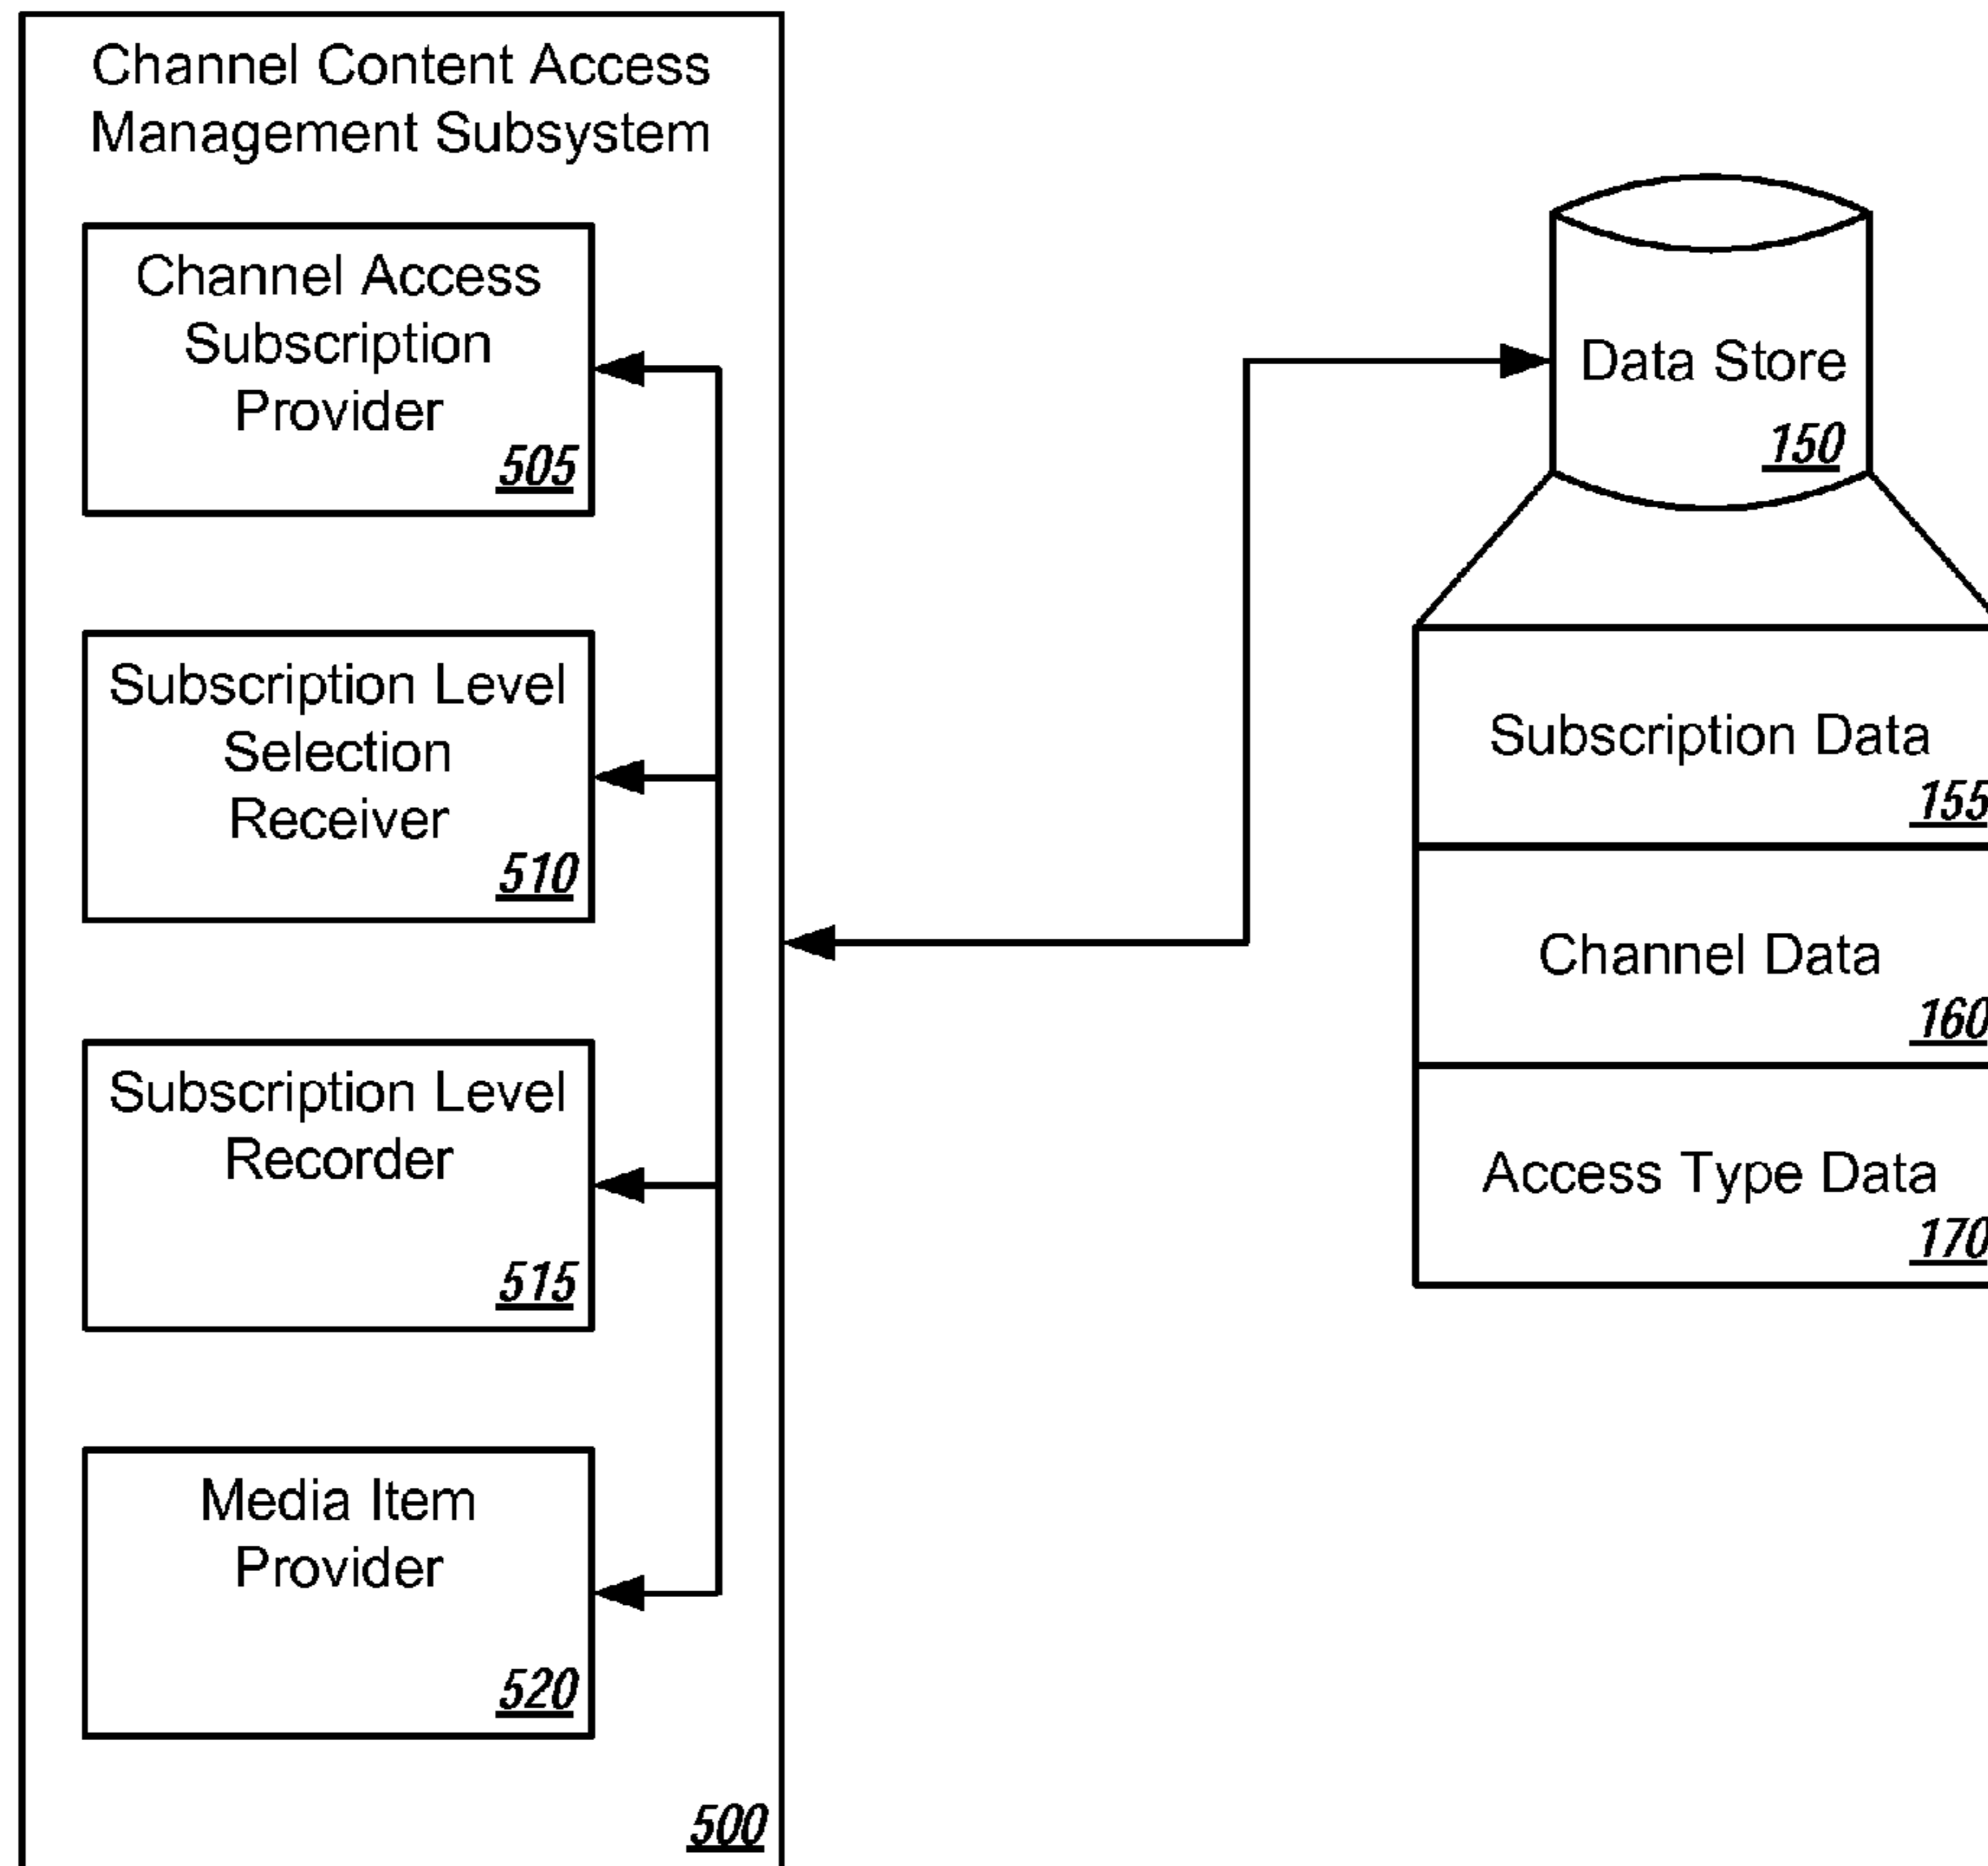 Channel Content Access
Management Subsystem
Channel Access
Subscription
Provider
505
Subscription Level
Selection
Receiver
510
Subscription Level
Recorder
515
Media Item
Provider
520
500
Data Store
150
Subscription Data
155
Channel Data
160
Access Type Data
170